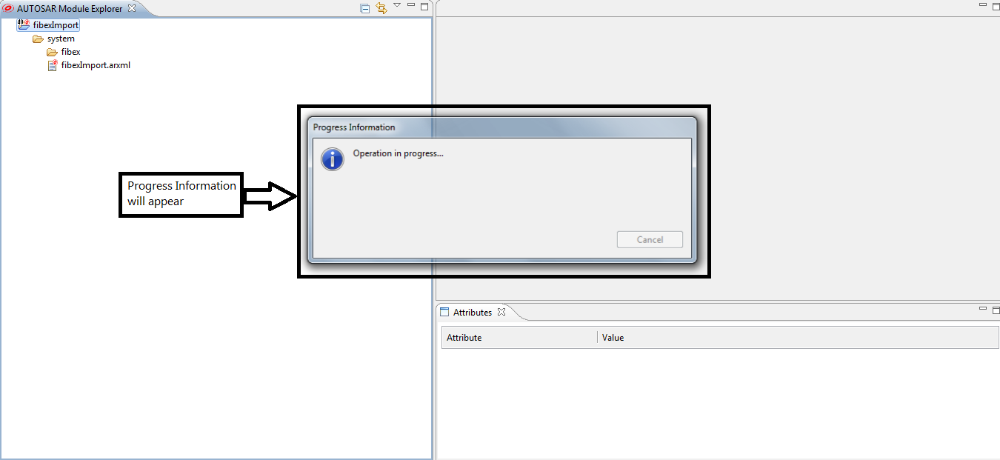 AUTOSAR Module Explorer
fibexImport
system
fibex
fibexImport.arxml
Progress Information
will appear
Progress Information
Operation in progress...
Cancel
Attributes
Attribute Value